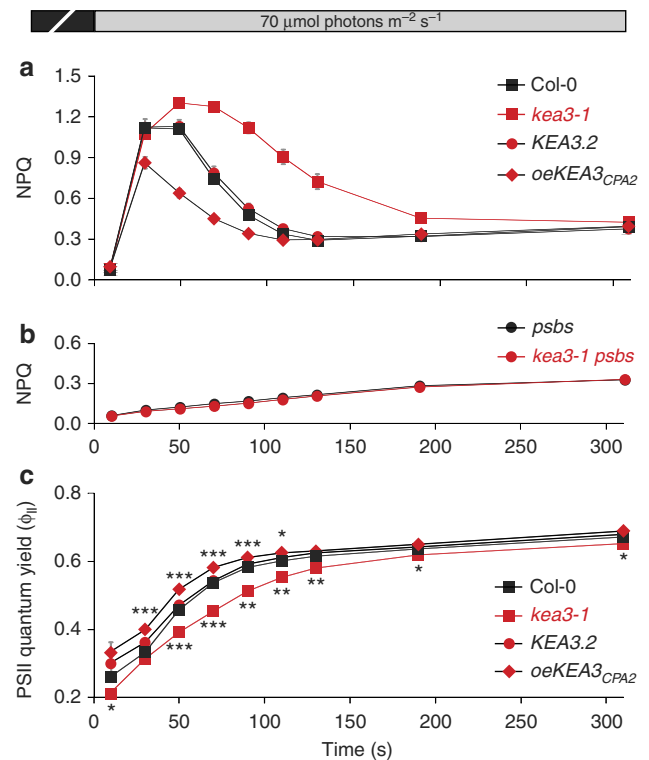 70 μmol photons m⁻² s⁻¹
a
1.5
1.2
0.9
0.6
0.3
0.0
NPQ
Col-0
kea3-1
KEA3.2
oeKEA3CPA2
b
0.6
0.3
0.0
NPQ
psbs
kea3-1 psbs
0 50 100 150 200 250 300
c
0.8
0.6
0.4
0.2
PSII quantum yield (ϕII)
*** *** *** *** *
* *** *** ** ** ** * *
Col-0
kea3-1
KEA3.2
oeKEA3CPA2
0 50 100 150 200 250 300
Time (s)